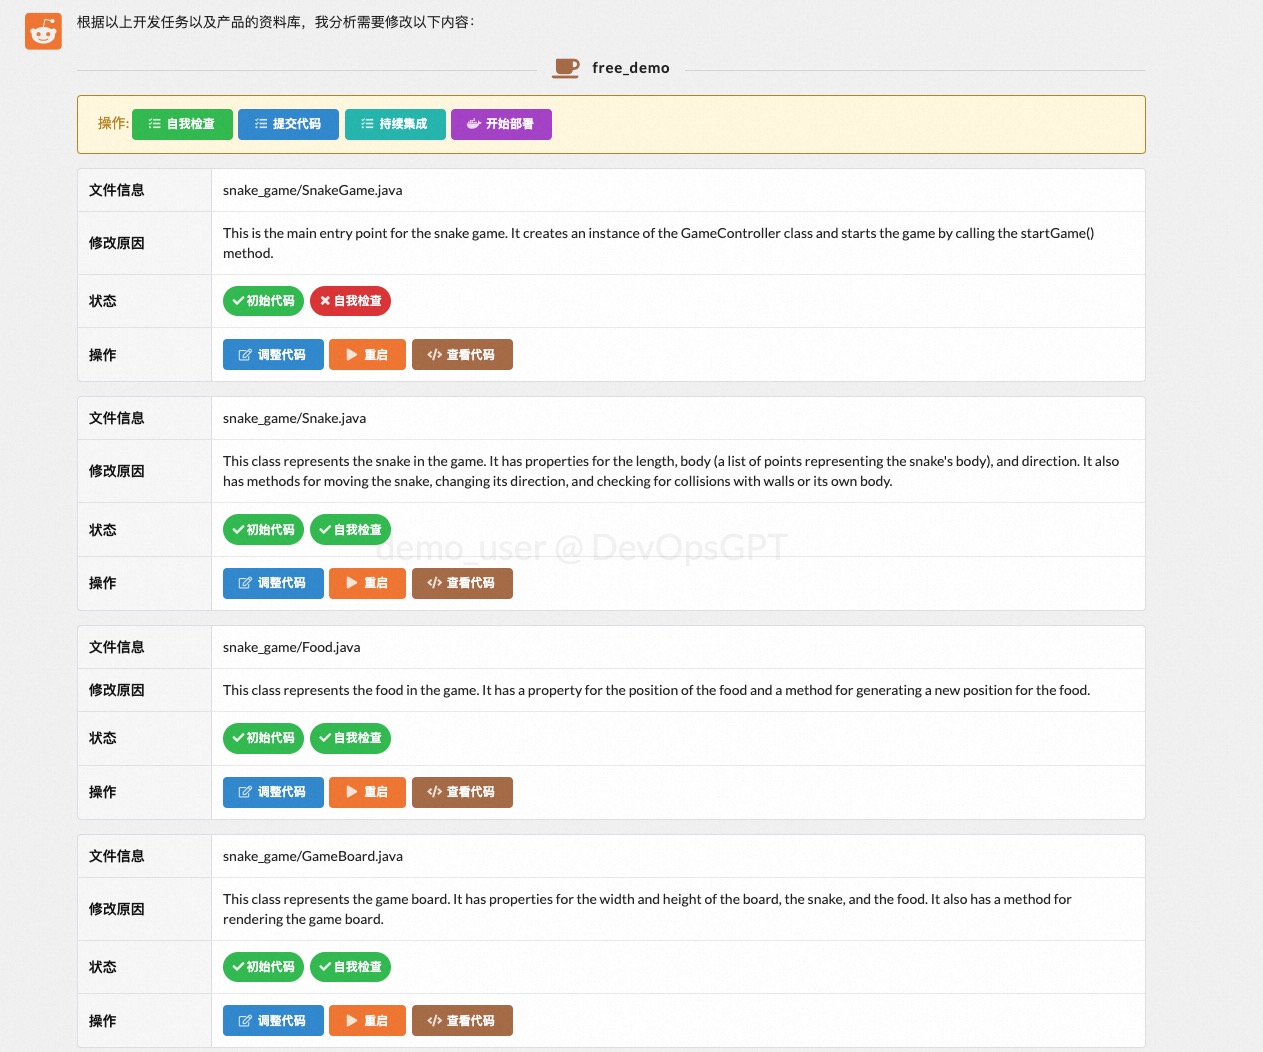 根据以上开发任务以及产品的资料库，我分析需要修改以下内容：
free_demo
操作: 自我检查 提交代码 持续集成 开始部署
文件信息 snake_game/SnakeGame.java
修改原因 This is the main entry point for the snake game. It creates an instance of the GameController class and starts the game by calling the startGame()
method.
状态 初始代码 自我检查
操作 调整代码 重启 查看代码
文件信息 snake_game/Snake.java
修改原因 This class represents the snake in the game. It has properties for the length, body (a list of points representing the snake's body), and direction. It also
has methods for moving the snake, changing its direction, and checking for collisions with walls or its own body.
状态 初始代码 自我检查
demo_user @ DevOpsGPT
操作 调整代码 重启 查看代码
文件信息 snake_game/Food.java
修改原因 This class represents the food in the game. It has a property for the position of the food and a method for generating a new position for the food.
状态 初始代码 自我检查
操作 调整代码 重启 查看代码
文件信息 snake_game/GameBoard.java
修改原因 This class represents the game board. It has properties for the width and height of the board, the snake, and the food. It also has a method for
rendering the game board.
状态 初始代码 自我检查
操作 调整代码 重启 查看代码